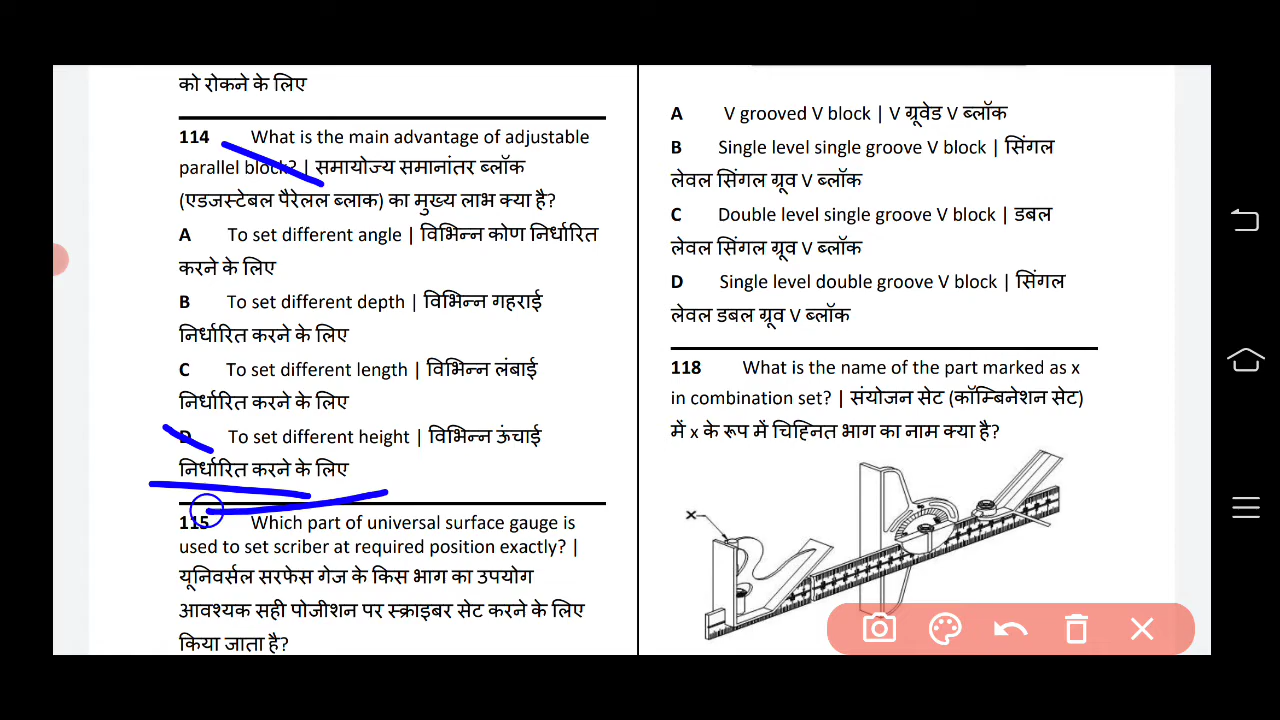 को रोकने के लिए
114 What is the main advantage of adjustable
parallel block? | समायोज्य समानांतर ब्लॉक
(एडजस्टेबल पैरेलल ब्लाक) का मुख्य लाभ क्या है?
A To set different angle | विभिन्न कोण निर्धारित
करने के लिए
B To set different depth | विभिन्न गहराई
निर्धारित करने के लिए
C To set different length | विभिन्न लंबाई
निर्धारित करने के लिए
D To set different height | विभिन्न ऊंचाई
निर्धारित करने के लिए
115 Which part of universal surface gauge is
used to set scriber at required position exactly? |
यूनिवर्सल सरफेस गेज के किस भाग का उपयोग
आवश्यक सही पोजीशन पर स्क्राइबर सेट करने के लिए
किया जाता है?
A V grooved V block | V ग्रूवेड V ब्लॉक
B Single level single groove V block | सिंगल
लेवल सिंगल ग्रूव V ब्लॉक
C Double level single groove V block | डबल
लेवल सिंगल ग्रूव V ब्लॉक
D Single level double groove V block | सिंगल
लेवल डबल ग्रूव V ब्लॉक
118 What is the name of the part marked as x
in combination set? | संयोजन सेट (कॉम्बिनेशन सेट)
में x के रूप में चिह्नित भाग का नाम क्या है?
X